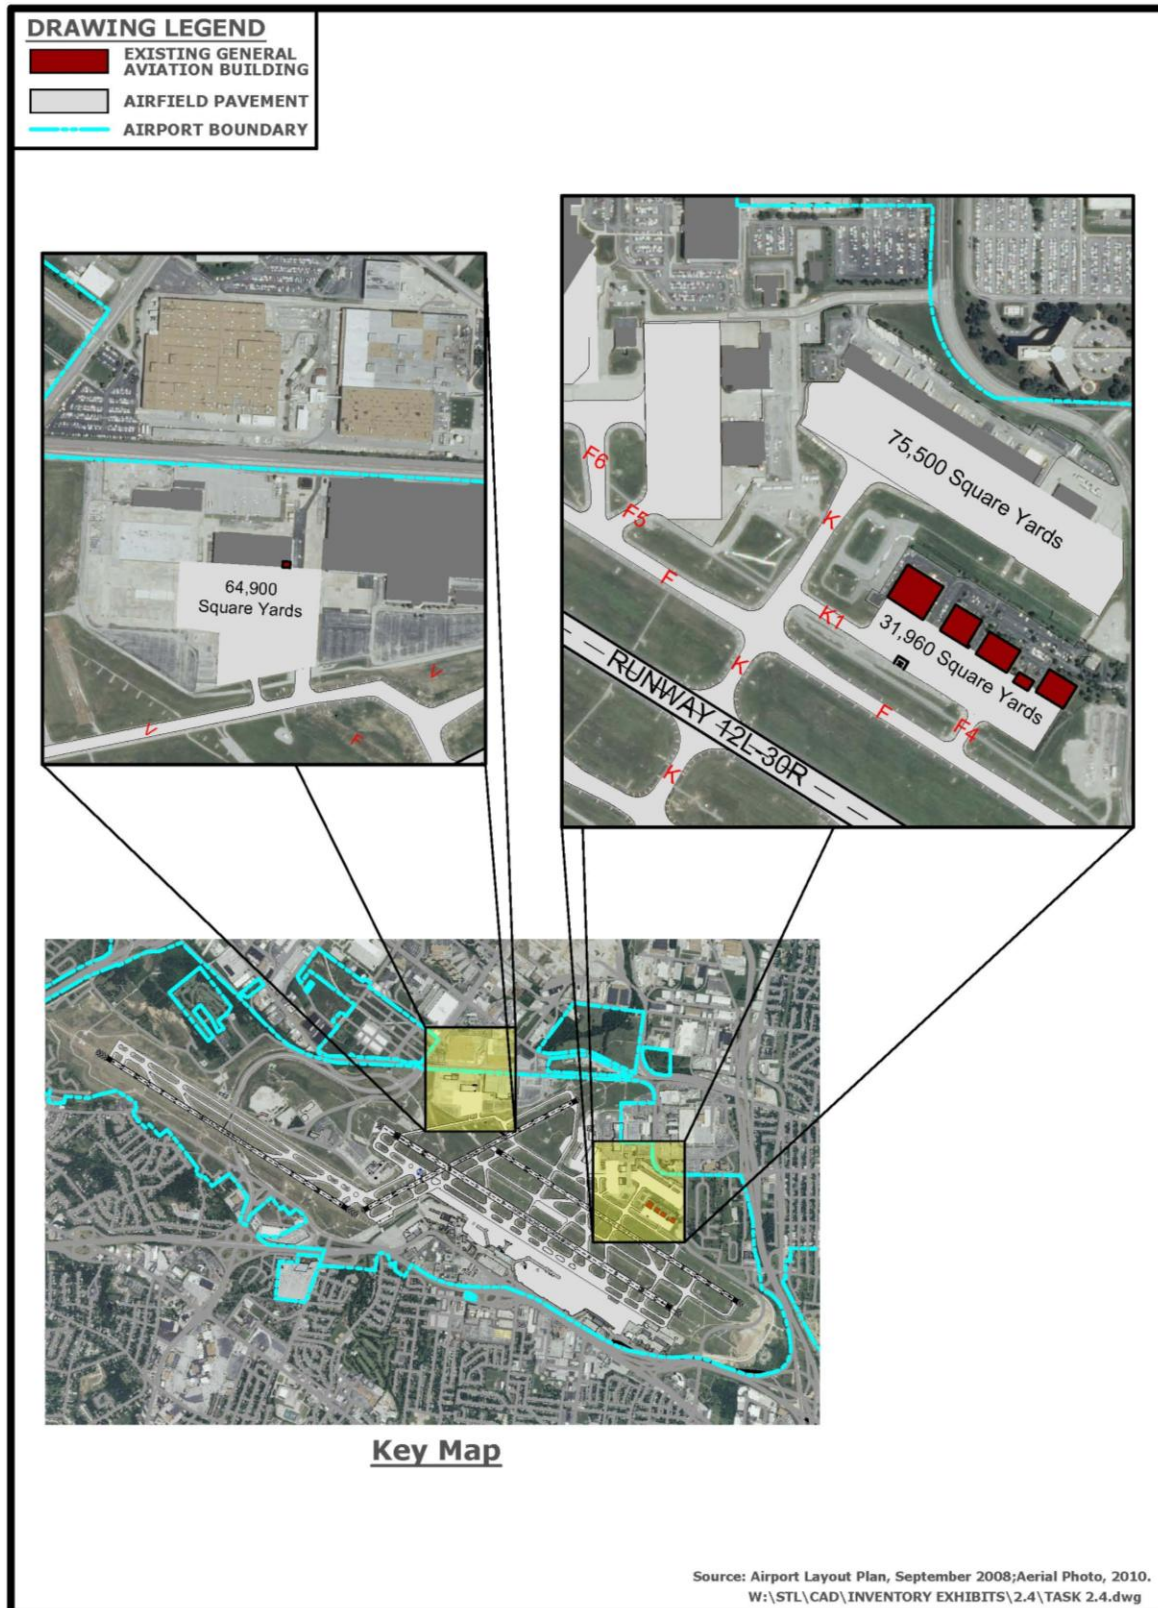 DRAWING LEGEND
EXISTING GENERAL
AVIATION BUILDING
AIRFIELD PAVEMENT
AIRPORT BOUNDARY
64,900
Square Yards
V
V
F
75,500 Square Yards
F6
F5
K
F
K1
31,960 Square Yards
K
RUNWAY 12L-30R
F
F4
K
Key Map
Source: Airport Layout Plan, September 2008;Aerial Photo, 2010.
W:\STL\CAD\INVENTORY EXHIBITS\2.4\TASK 2.4.dwg